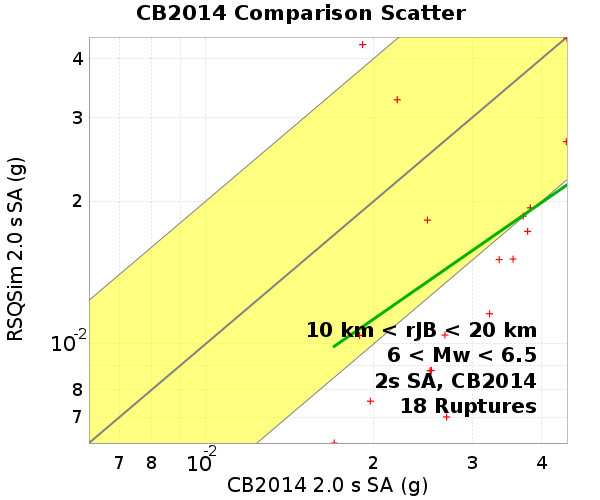 CB2014 Comparison Scatter
RSQSim 2.0 s SA (g)
4
3
2
10-2
8
7
10 km < rJB < 20 km
6 < Mw < 6.5
2s SA, CB2014
18 Ruptures
7 8 10-2 2 3 4
CB2014 2.0 s SA (g)